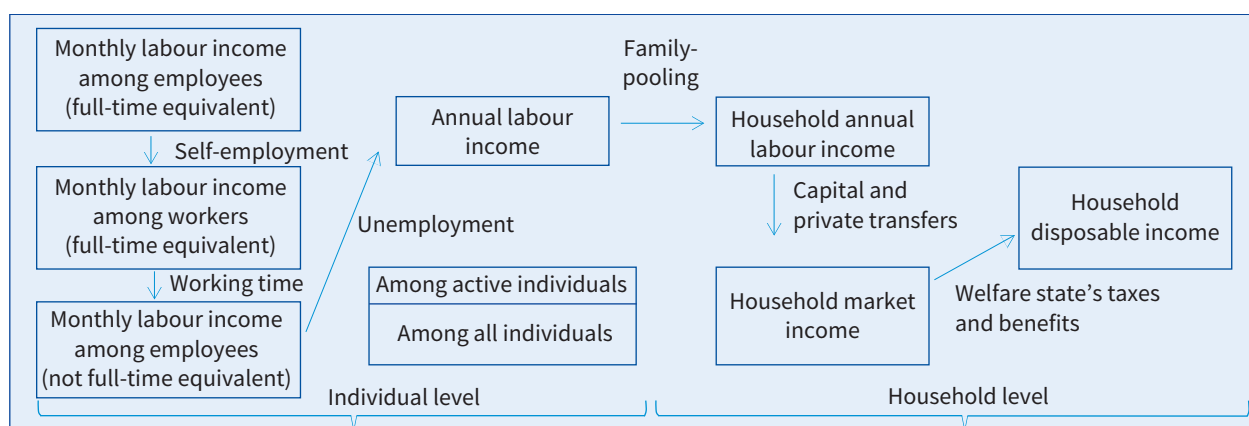 Monthly labour income
among employees
(full-time equivalent)
Self-employment
Monthly labour income
among workers
(full-time equivalent)
Working time
Monthly labour income
among employees
(not full-time equivalent)
Unemployment
Annual labour
income
Among active individuals
Among all individuals
Family-
pooling
Household annual
labour income
Capital and
private transfers
Household market
income
Welfare state’s taxes
and benefits
Household
disposable income
Individual level
Household level